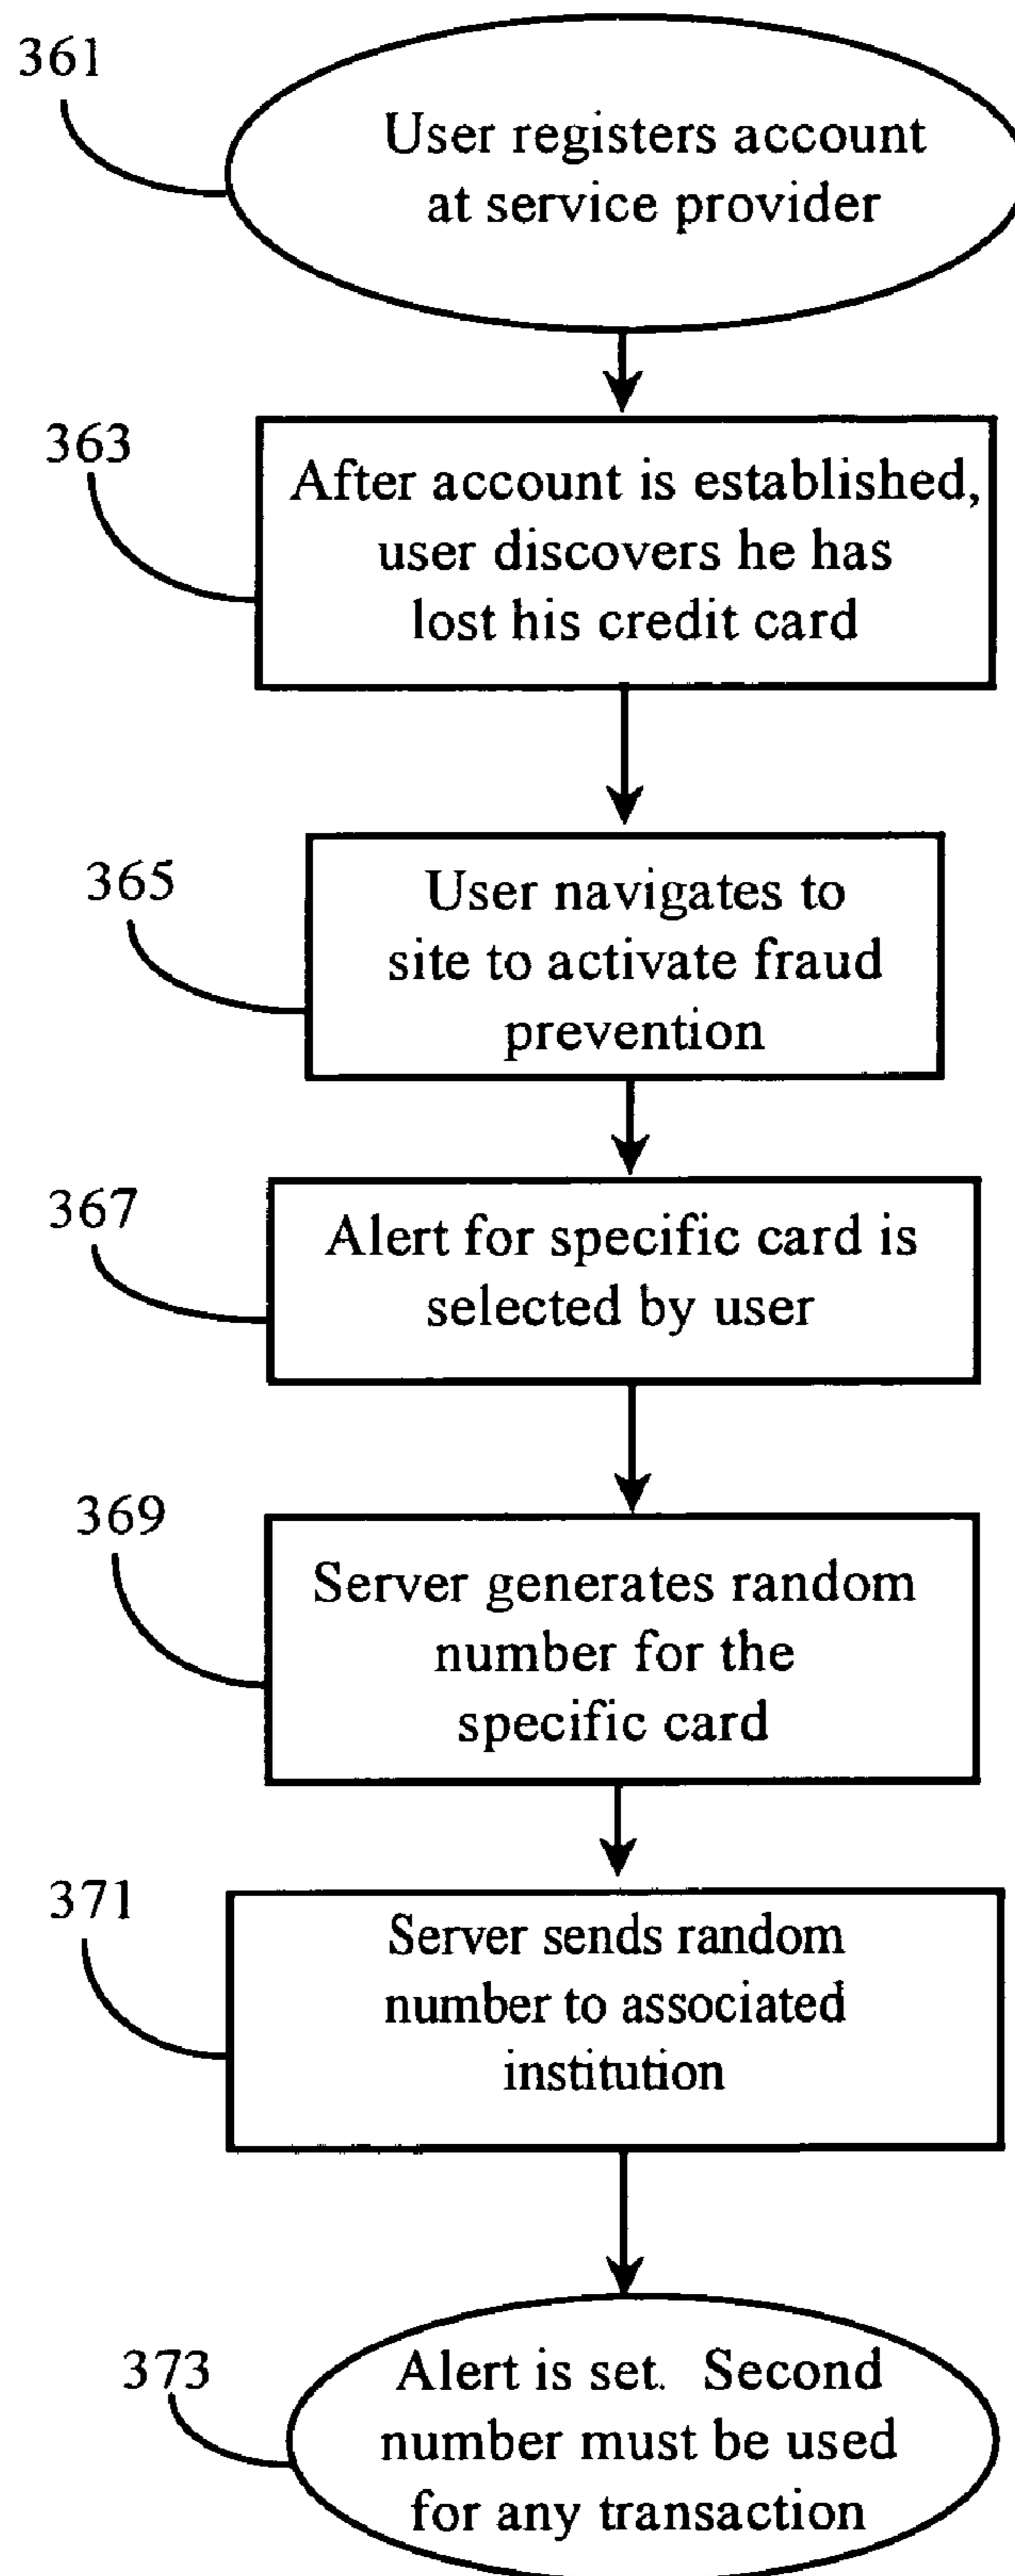 361
User registers account
at service provider
363
After account is established,
user discovers he has
lost his credit card
365
User navigates to
site to activate fraud
prevention
367
Alert for specific card is
selected by user
369
Server generates random
number for the
specific card
371
Server sends random
number to associated
institution
373
Alert is set. Second
number must be used
for any transaction